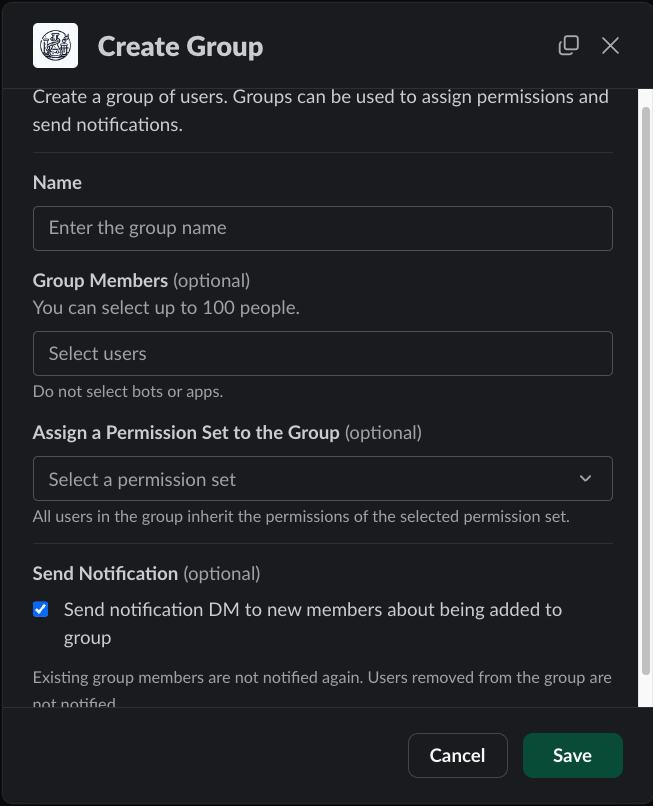 Create Group
Create a group of users. Groups can be used to assign permissions and
send notifications.
Name
Enter the group name
Group Members (optional)
You can select up to 100 people.
Select users
Do not select bots or apps.
Assign a Permission Set to the Group (optional)
Select a permission set
All users in the group inherit the permissions of the selected permission set.
Send Notification (optional)
Send notification DM to new members about being added to
group
Existing group members are not notified again. Users removed from the group are
not notified.
Cancel
Save